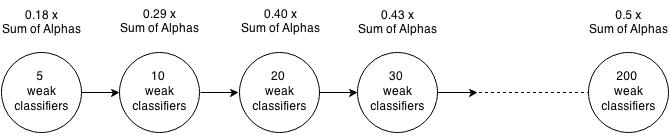 0.18 x
Sum of Alphas
0.29 x
Sum of Alphas
0.40 x
Sum of Alphas
0.43 x
Sum of Alphas
0.5 x
Sum of Alphas
5
weak
classifiers
10
weak
classifiers
20
weak
classifiers
30
weak
classifiers
200
weak
classifiers